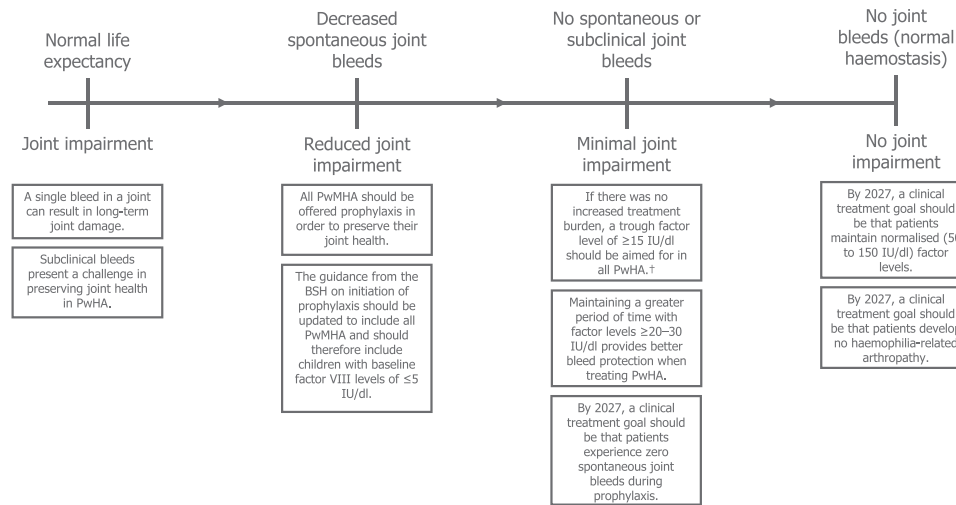 Normal life
expectancy
Joint impairment
A single bleed in a joint
can result in long-term
joint damage.
Subclinical bleeds
present a challenge in
preserving joint health
in PwHA.
Decreased
spontaneous joint
bleeds
Reduced joint
impairment
All PwMHA should be
offered prophylaxis in
order to preserve their
joint health.
The guidance from the
BSH on initiation of
prophylaxis should be
updated to include all
PwMHA and should
therefore include
children with baseline
factor VIII levels of ≤5
IU/dl.
No spontaneous or
subclinical joint
bleeds
Minimal joint
impairment
If there was no
increased treatment
burden, a trough factor
level of ≥15 IU/dl
should be aimed for in
all PwHA.†
Maintaining a greater
period of time with
factor levels ≥20–30
IU/dl provides better
bleed protection when
treating PwHA.
By 2027, a clinical
treatment goal should
be that patients
experience zero
spontaneous joint
bleeds during
prophylaxis.
No joint
bleeds (normal
haemostasis)
No joint
impairment
By 2027, a clinical
treatment goal should
be that patients
maintain normalised (50
to 150 IU/dl) factor
levels.
By 2027, a clinical
treatment goal should
be that patients develop
no haemophilia-related
arthropathy.